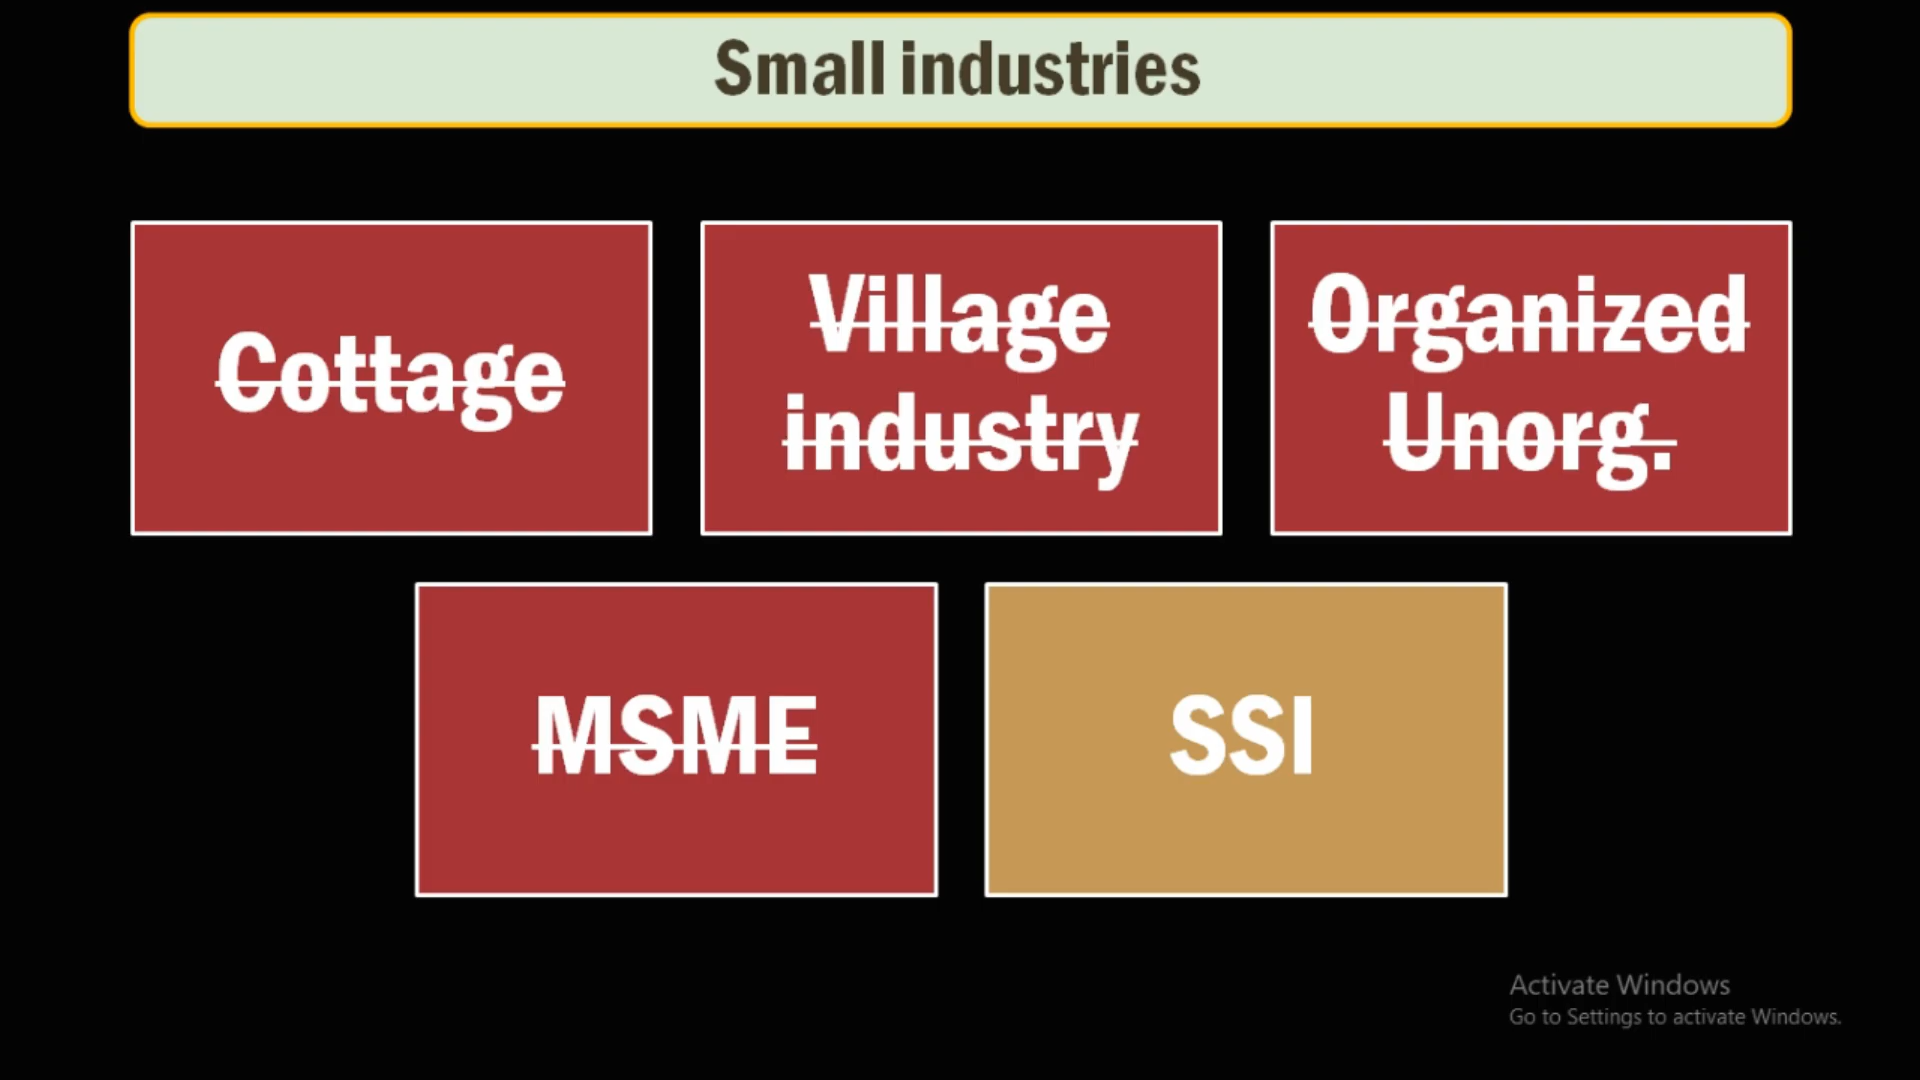 Small industries
Cottage
Village
industry
Organized
Unorg.
MSME
SSI
Activate Windows
Go to Settings to activate Windows.